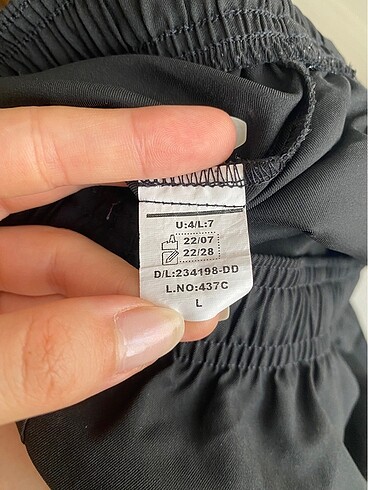 U:4/L:7
22/07
22/28
D/L:234198-DD
L.NO:437C
L